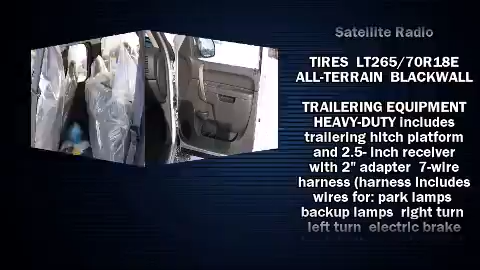 Satellite Radio
TIRES LT265/70R18E
ALL-TERRAIN BLACKWALL
TRAILERING EQUIPMENT
HEAVY-DUTY includes
trailering hitch platform
and 2.5- inch receiver
with 2" adapter 7-wire
harness (harness includes
wires for: park lamps
backup lamps right turn
left turn electric brake